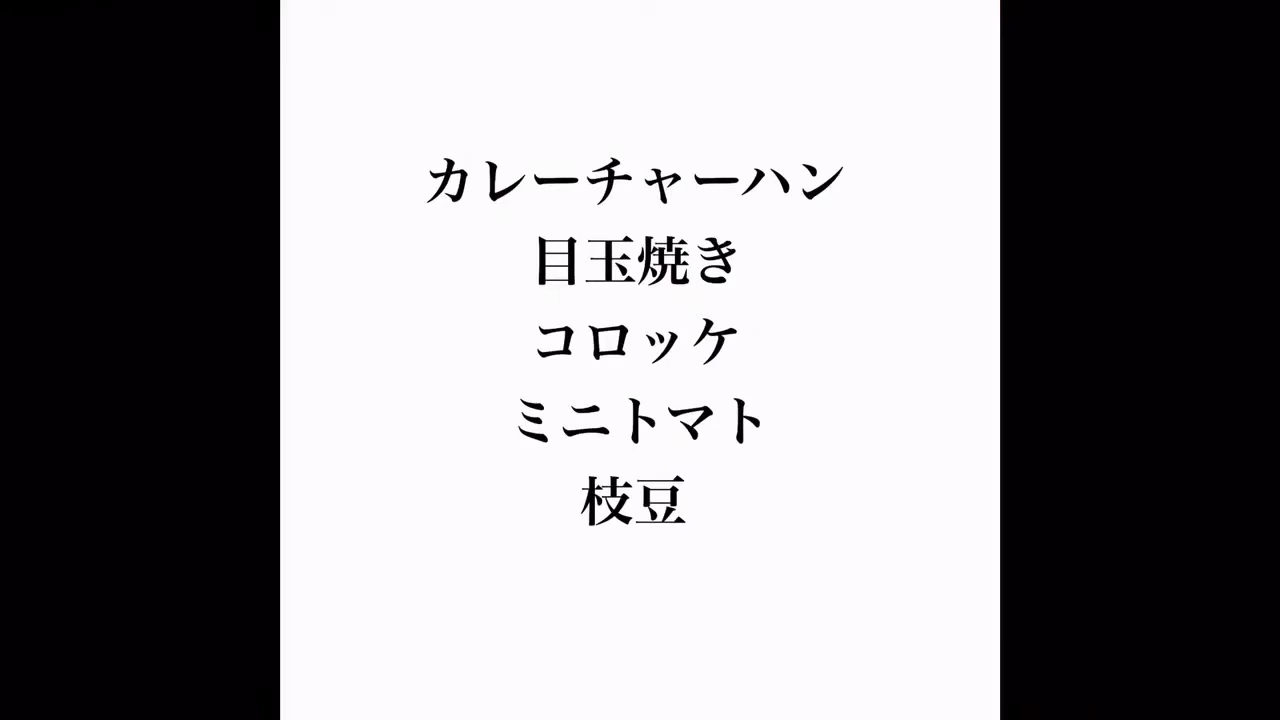 カレーチャーハン
目玉焼き
コロッケ
ミニトマト
枝豆